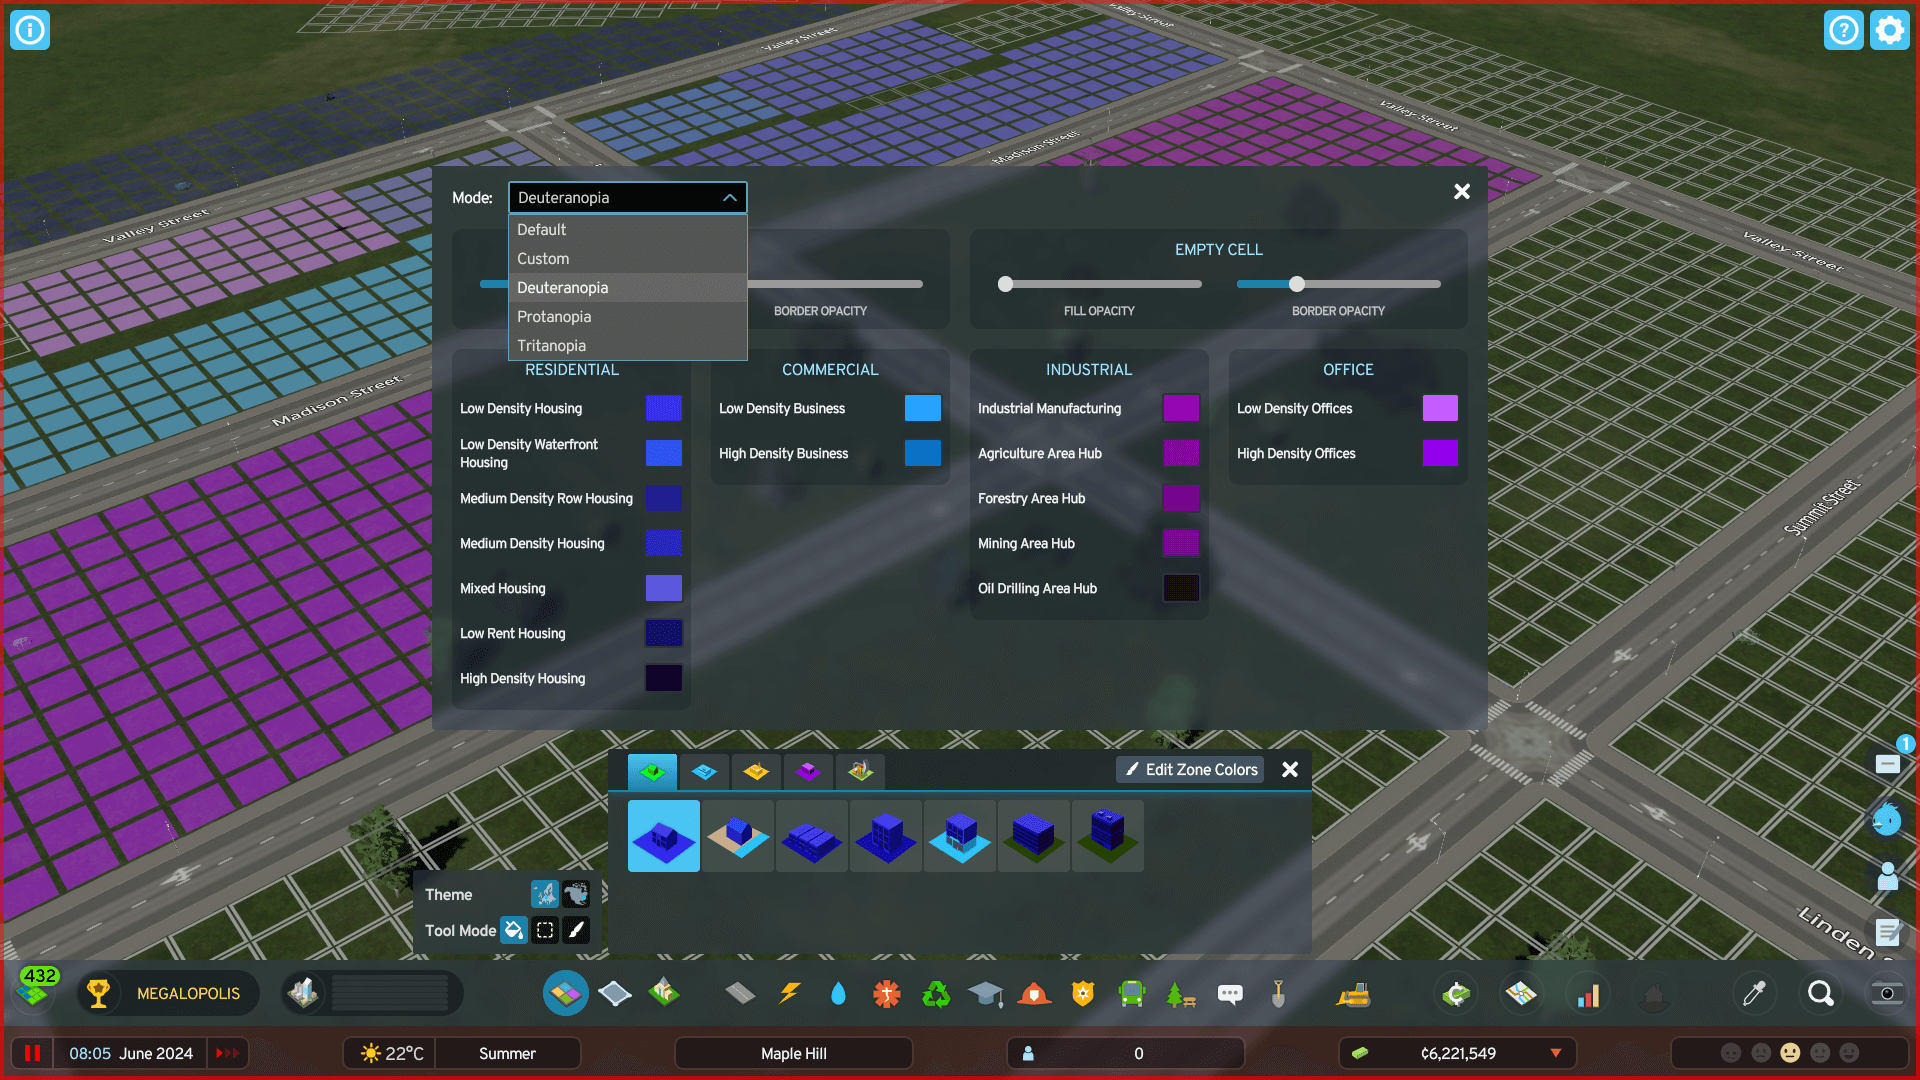 Valley Street
Valley Street
Valley Street
Madison Street
Valley Street
Valley Street
Madison Street
Summit Street
Linden
Mode:
Deuteranopia
Default
Custom
Deuteranopia
Protanopia
Tritanopia
BORDER OPACITY
EMPTY CELL
FILL OPACITY
BORDER OPACITY
RESIDENTIAL
Low Density Housing
Low Density Waterfront
Housing
Medium Density Row Housing
Medium Density Housing
Mixed Housing
Low Rent Housing
High Density Housing
COMMERCIAL
Low Density Business
High Density Business
INDUSTRIAL
Industrial Manufacturing
Agriculture Area Hub
Forestry Area Hub
Mining Area Hub
Oil Drilling Area Hub
OFFICE
Low Density Offices
High Density Offices
Edit Zone Colors
Theme
Tool Mode
1
432
MEGALOPOLIS
08:05 June 2024
22°C
Summer
Maple Hill
0
¢6,221,549